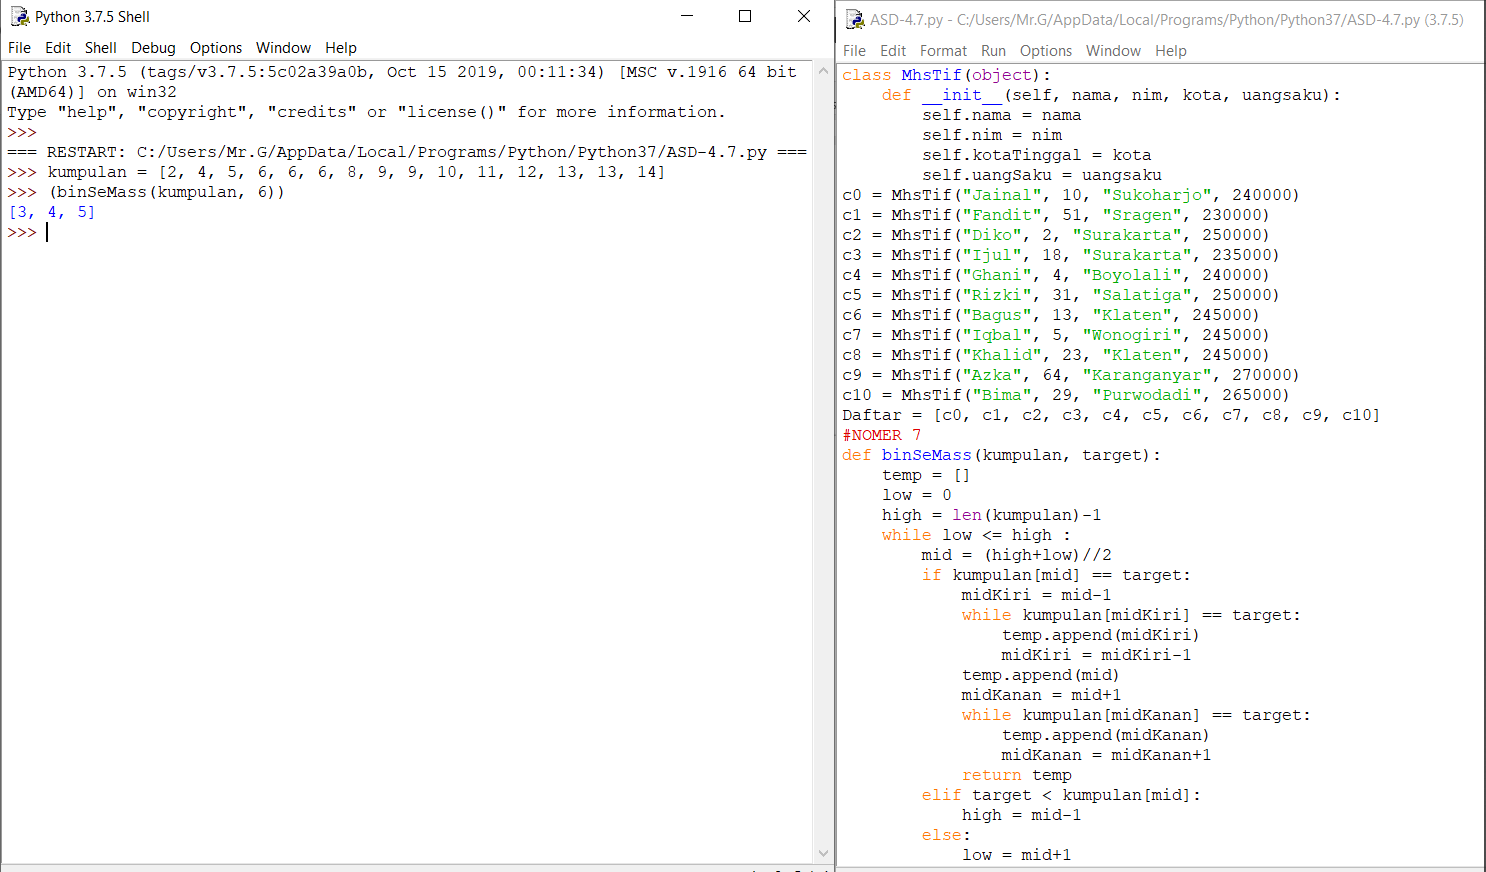 Python 3.7.5 Shell
File Edit Shell Debug Options Window Help
Python 3.7.5 (tags/v3.7.5:5c02a39a0b, Oct 15 2019, 00:11:34) [MSC v.1916 64 bit
(AMD64)] on win32
Type "help", "copyright", "credits" or "license()" for more information.
>>>
=== RESTART: C:/Users/Mr.G/AppData/Local/Programs/Python/Python37/ASD-4.7.py ===
>>> kumpulan = [2, 4, 5, 6, 6, 6, 8, 9, 9, 10, 11, 12, 13, 13, 14]
>>> (binSeMass(kumpulan, 6))
[3, 4, 5]
>>>
ASD-4.7.py - C:/Users/Mr.G/AppData/Local/Programs/Python/Python37/ASD-4.7.py (3.7.5)
File Edit Format Run Options Window Help
class MhsTif(object):
    def __init__(self, nama, nim, kota, uangsaku):
        self.nama = nama
        self.nim = nim
        self.kotaTinggal = kota
        self.uangSaku = uangsaku
c0 = MhsTif("Jainal", 10, "Sukoharjo", 240000)
c1 = MhsTif("Fandit", 51, "Sragen", 230000)
c2 = MhsTif("Diko", 2, "Surakarta", 250000)
c3 = MhsTif("Ijul", 18, "Surakarta", 235000)
c4 = MhsTif("Ghani", 4, "Boyolali", 240000)
c5 = MhsTif("Rizki", 31, "Salatiga", 250000)
c6 = MhsTif("Bagus", 13, "Klaten", 245000)
c7 = MhsTif("Iqbal", 5, "Wonogiri", 245000)
c8 = MhsTif("Khalid", 23, "Klaten", 245000)
c9 = MhsTif("Azka", 64, "Karanganyar", 270000)
c10 = MhsTif("Bima", 29, "Purwodadi", 265000)
Daftar = [c0, c1, c2, c3, c4, c5, c6, c7, c8, c9, c10]
#NOMER 7
def binSeMass(kumpulan, target):
    temp = []
    low = 0
    high = len(kumpulan)-1
    while low <= high :
        mid = (high+low)//2
        if kumpulan[mid] == target:
            midKiri = mid-1
            while kumpulan[midKiri] == target:
                temp.append(midKiri)
                midKiri = midKiri-1
            temp.append(mid)
            midKanan = mid+1
            while kumpulan[midKanan] == target:
                temp.append(midKanan)
                midKanan = midKanan+1
            return temp
        elif target < kumpulan[mid]:
            high = mid-1
        else:
            low = mid+1